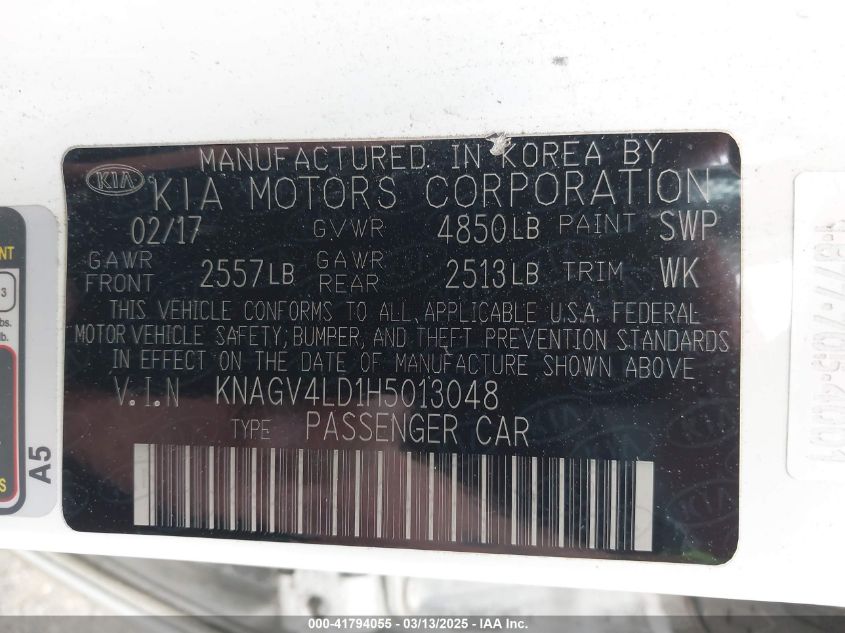 MANUFACTURED IN KOREA BY
KIA
KIA MOTORS CORPORATION
02/17 GVWR 4850LB PAINT SWP
GAWR FRONT 2557LB GAWR REAR 2513LB TRIM WK
THIS VEHICLE CONFORMS TO ALL APPLICABLE U.S.A. FEDERAL
MOTOR VEHICLE SAFETY, BUMPER, AND THEFT PREVENTION STANDARDS
IN EFFECT ON THE DATE OF MANUFACTURE SHOWN ABOVE
V.I.N KNAGV4LD1H5013048
TYPE PASSENGER CAR
A5
000-41794055 - 03/13/2025 - IAAI.com